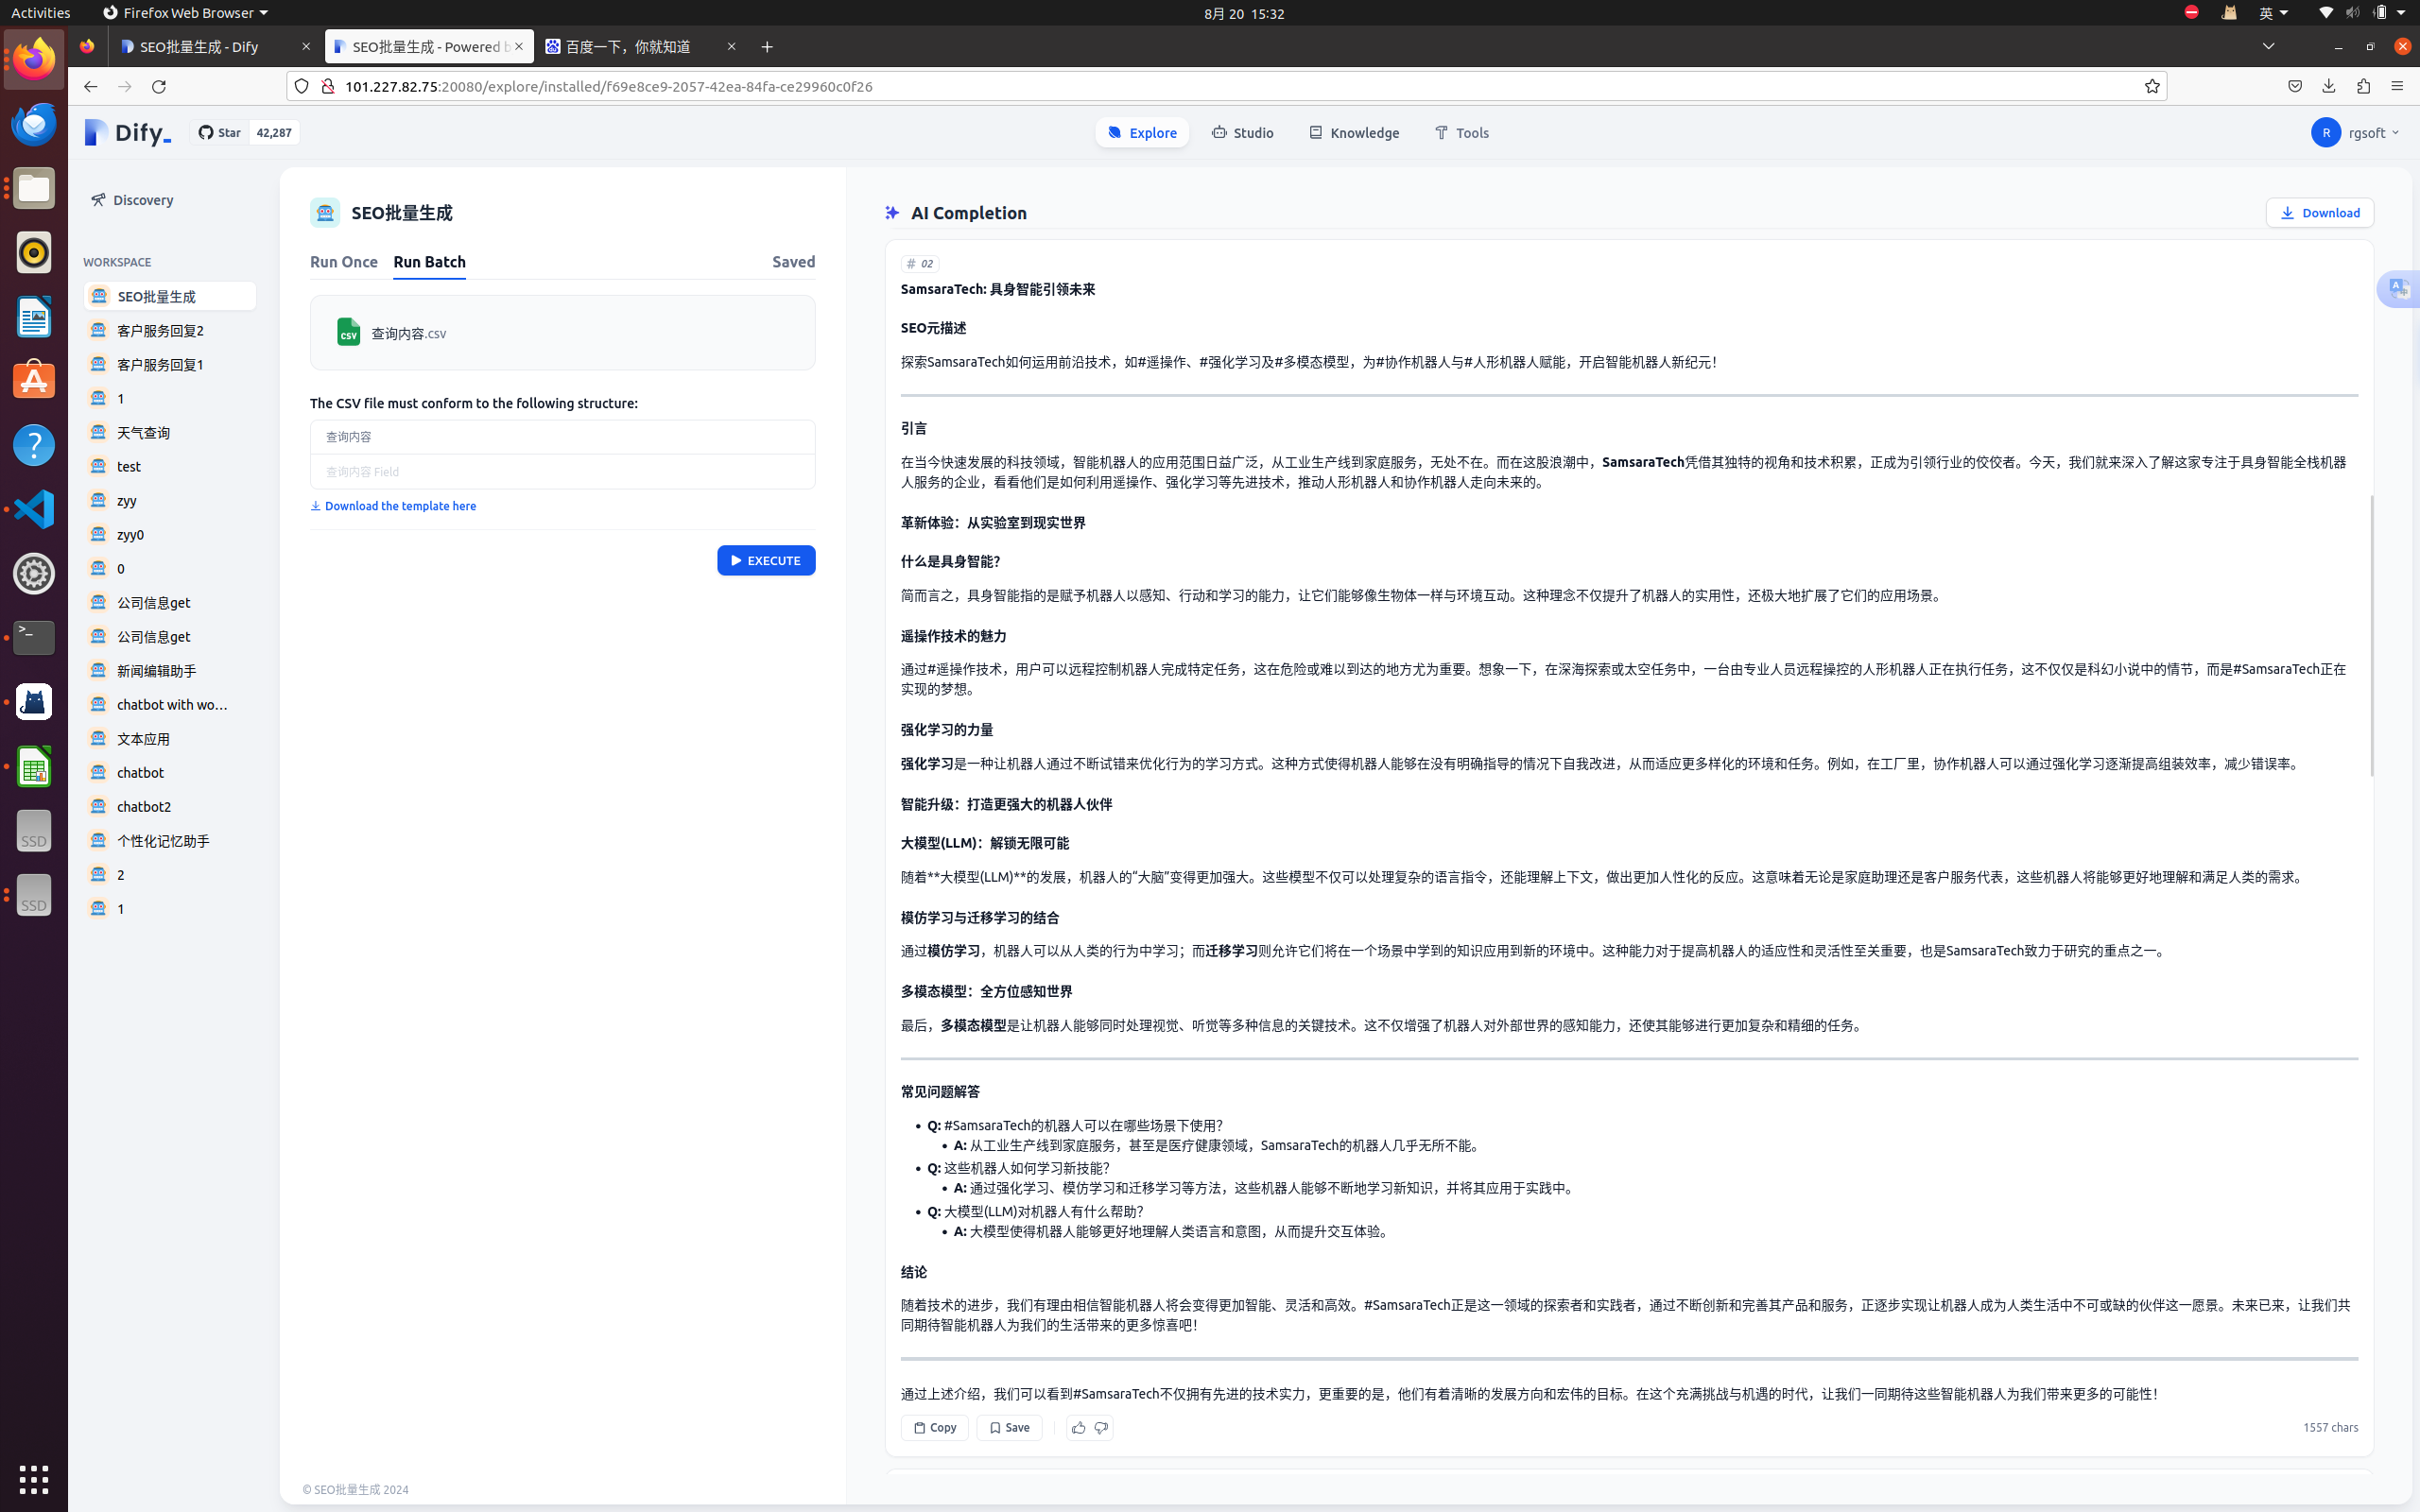 Activities
Firefox Web Browser
8月 20 15:32
英
SEO批量生成 - Dify
SEO批量生成 - Powered b
百度一下，你就知道
101.227.82.75:20080/explore/installed/f69e8ce9-2057-42ea-84fa-ce29960c0f26
Dify_
Star 42,287
Explore
Studio
Knowledge
Tools
R rgsoft
Discovery
WORKSPACE
SEO批量生成
客户服务回复2
客户服务回复1
1
天气查询
test
zyy
zyy0
0
公司信息get
公司信息get
新闻编辑助手
chatbot with wo...
文本应用
chatbot
chatbot2
个性化记忆助手
2
1
SSD
SSD
SEO批量生成
Run Once Run Batch Saved
CSV 查询内容.csv
The CSV file must conform to the following structure:
查询内容
查询内容 Field
Download the template here
EXECUTE
© SEO批量生成 2024
AI Completion
Download
# 02
SamsaraTech: 具身智能引领未来
SEO元描述
探索SamsaraTech如何运用前沿技术，如#遥操作、#强化学习及#多模态模型，为#协作机器人与#人形机器人赋能，开启智能机器人新纪元！
引言
在当今快速发展的科技领域，智能机器人的应用范围日益广泛，从工业生产线到家庭服务，无处不在。而在这股浪潮中，SamsaraTech凭借其独特的视角和技术积累，正成为引领行业的佼佼者。今天，我们就来深入了解这家专注于具身智能全栈机器
人服务的企业，看看他们是如何利用遥操作、强化学习等先进技术，推动人形机器人和协作机器人走向未来的。
革新体验：从实验室到现实世界
什么是具身智能？
简而言之，具身智能指的是赋予机器人以感知、行动和学习的能力，让它们能够像生物体一样与环境互动。这种理念不仅提升了机器人的实用性，还极大地扩展了它们的应用场景。
遥操作技术的魅力
通过#遥操作技术，用户可以远程控制机器人完成特定任务，这在危险或难以到达的地方尤为重要。想象一下，在深海探索或太空任务中，一台由专业人员远程操控的人形机器人正在执行任务，这不仅仅是科幻小说中的情节，而是#SamsaraTech正在
实现的梦想。
强化学习的力量
强化学习是一种让机器人通过不断试错来优化行为的学习方式。这种方式使得机器人能够在没有明确指导的情况下自我改进，从而适应更多样化的环境和任务。例如，在工厂里，协作机器人可以通过强化学习逐渐提高组装效率，减少错误率。
智能升级：打造更强大的机器人伙伴
大模型(LLM)：解锁无限可能
随着**大模型(LLM)**的发展，机器人的“大脑”变得更加强大。这些模型不仅可以处理复杂的语言指令，还能理解上下文，做出更加人性化的反应。这意味着无论是家庭助理还是客户服务代表，这些机器人将能够更好地理解和满足人类的需求。
模仿学习与迁移学习的结合
通过模仿学习，机器人可以从人类的行为中学习；而迁移学习则允许它们将在一个场景中学到的知识应用到新的环境中。这种能力对于提高机器人的适应性和灵活性至关重要，也是SamsaraTech致力于研究的重点之一。
多模态模型：全方位感知世界
最后，多模态模型是让机器人能够同时处理视觉、听觉等多种信息的关键技术。这不仅增强了机器人对外部世界的感知能力，还使其能够进行更加复杂和精细的任务。
常见问题解答
Q: #SamsaraTech的机器人可以在哪些场景下使用？
A: 从工业生产线到家庭服务，甚至是医疗健康领域，SamsaraTech的机器人几乎无所不能。
Q: 这些机器人如何学习新技能？
A: 通过强化学习、模仿学习和迁移学习等方法，这些机器人能够不断地学习新知识，并将其应用于实践中。
Q: 大模型(LLM)对机器人有什么帮助？
A: 大模型使得机器人能够更好地理解人类语言和意图，从而提升交互体验。
结论
随着技术的进步，我们有理由相信智能机器人将会变得更加智能、灵活和高效。#SamsaraTech正是这一领域的探索者和实践者，通过不断创新和完善其产品和服务，正逐步实现让机器人成为人类生活中不可或缺的伙伴这一愿景。未来已来，让我们共
同期待智能机器人为我们的生活带来的更多惊喜吧！
通过上述介绍，我们可以看到#SamsaraTech不仅拥有先进的技术实力，更重要的是，他们有着清晰的发展方向和宏伟的目标。在这个充满挑战与机遇的时代，让我们一同期待这些智能机器人为我们带来更多的可能性！
Copy Save
1557 chars